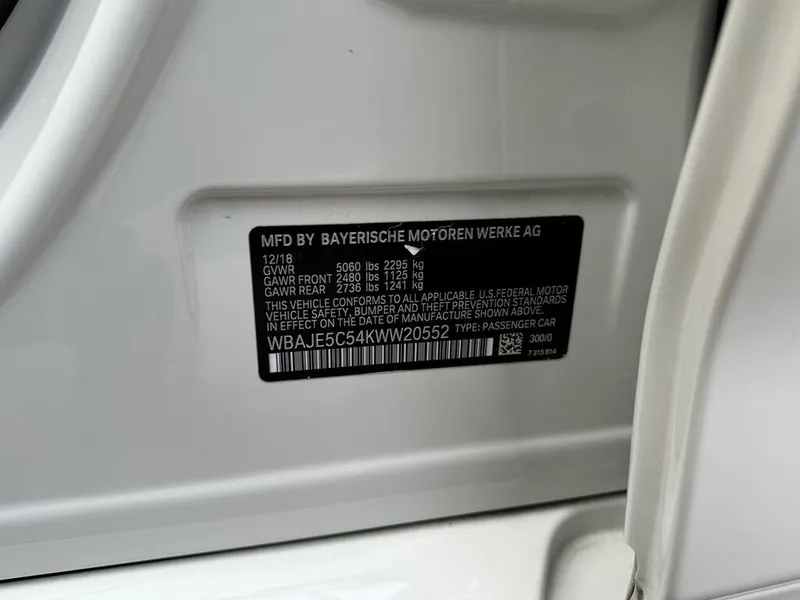 MFD BY BAYERISCHE MOTOREN WERKE AG
12/18
GVWR 5060 lbs 2295 kg
GAWR FRONT 2480 lbs 1125 kg
GAWR REAR 2736 lbs 1241 kg
THIS VEHICLE CONFORMS TO ALL APPLICABLE U.S.FEDERAL MOTOR
VEHICLE SAFETY, BUMPER AND THEFT PREVENTION STANDARDS
IN EFFECT ON THE DATE OF MANUFACTURE SHOWN ABOVE.
WBAJE5C54KWW20552 TYPE: PASSENGER CAR
300/0
7 315 814